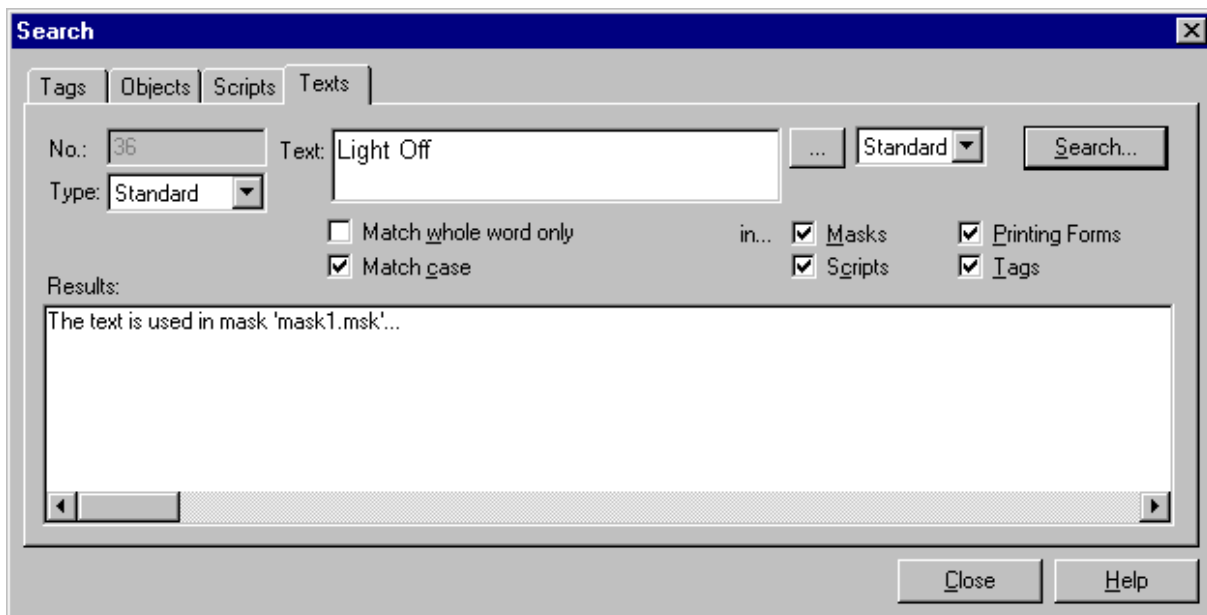 Search
Tags Objects Scripts Texts
No.: 36 Text: Light Off ... Standard Search...
Type: Standard
Match whole word only in... Masks Printing Forms
Match case Scripts Tags
Results:
The text is used in mask 'mask1.msk'...
Close Help